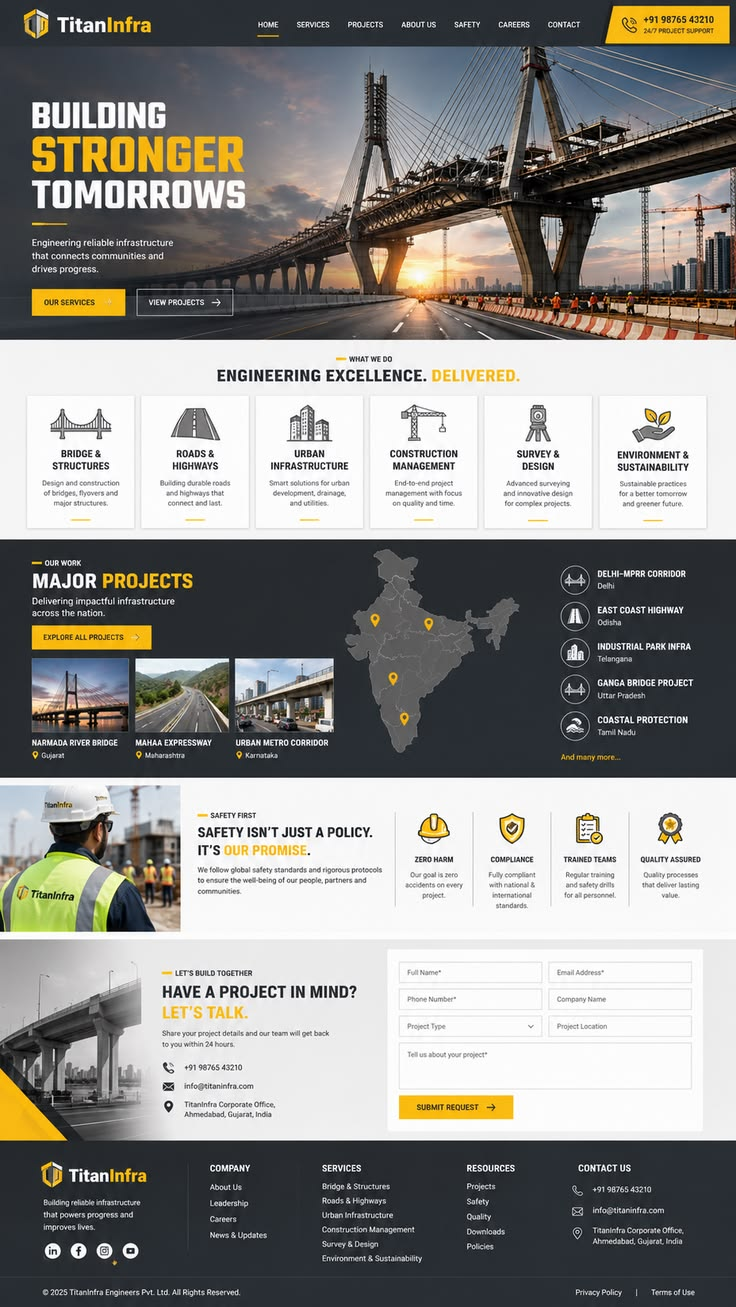 TitanInfra
HOME
SERVICES
PROJECTS
ABOUT US
SAFETY
CAREERS
CONTACT
+91 98765 43210
24/7 PROJECT SUPPORT
BUILDING
STRONGER
TOMORROWS
Engineering reliable infrastructure
that connects communities and
drives progress.
OUR SERVICES
VIEW PROJECTS
WHAT WE DO
ENGINEERING EXCELLENCE. DELIVERED.
BRIDGE &
STRUCTURES
Design and construction
of bridges, flyovers and
major structures.
ROADS &
HIGHWAYS
Building durable roads
and highways that
connect and last.
URBAN
INFRASTRUCTURE
Smart solutions for urban
development, drainage,
and utilities.
CONSTRUCTION
MANAGEMENT
End-to-end project
management with focus
on quality and time.
SURVEY &
DESIGN
Advanced surveying
and innovative design
for complex projects.
ENVIRONMENT &
SUSTAINABILITY
Sustainable practices
for a better tomorrow
and greener future.
OUR WORK
MAJOR PROJECTS
Delivering impactful infrastructure
across the nation.
EXPLORE ALL PROJECTS
NARMADA RIVER BRIDGE
Gujarat
MAHAA EXPRESSWAY
Maharashtra
URBAN METRO CORRIDOR
Karnataka
DELHI-MPRR CORRIDOR
Delhi
EAST COAST HIGHWAY
Odisha
INDUSTRIAL PARK INFRA
Telangana
GANGA BRIDGE PROJECT
Uttar Pradesh
COASTAL PROTECTION
Tamil Nadu
And many more...
TitanInfra
TitanInfra
SAFETY FIRST
SAFETY ISN'T JUST A POLICY.
IT'S OUR PROMISE.
We follow global safety standards and rigorous protocols
to ensure the well-being of our people, partners and
communities.
ZERO HARM
Our goal is zero
accidents on every
project.
COMPLIANCE
Fully compliant
with national &
international
standards.
TRAINED TEAMS
Regular training
and safety drills
for all personnel.
QUALITY ASSURED
Quality processes
that deliver lasting
value.
LET'S BUILD TOGETHER
HAVE A PROJECT IN MIND?
LET'S TALK.
Share your project details and our team will get back
to you within 24 hours.
+91 98765 43210
info@titaninfra.com
TitanInfra Corporate Office,
Ahmedabad, Gujarat, India
Full Name*
Email Address*
Phone Number*
Company Name
Project Type
Project Location
Tell us about your project*
SUBMIT REQUEST
TitanInfra
Building reliable infrastructure
that powers progress and
improves lives.
COMPANY
About Us
Leadership
Careers
News & Updates
SERVICES
Bridge & Structures
Roads & Highways
Urban Infrastructure
Construction Management
Survey & Design
Environment & Sustainability
RESOURCES
Projects
Safety
Quality
Downloads
Policies
CONTACT US
+91 98765 43210
info@titaninfra.com
TitanInfra Corporate Office,
Ahmedabad, Gujarat, India
© 2025 TitanInfra Engineers Pvt. Ltd. All Rights Reserved.
Privacy Policy | Terms of Use